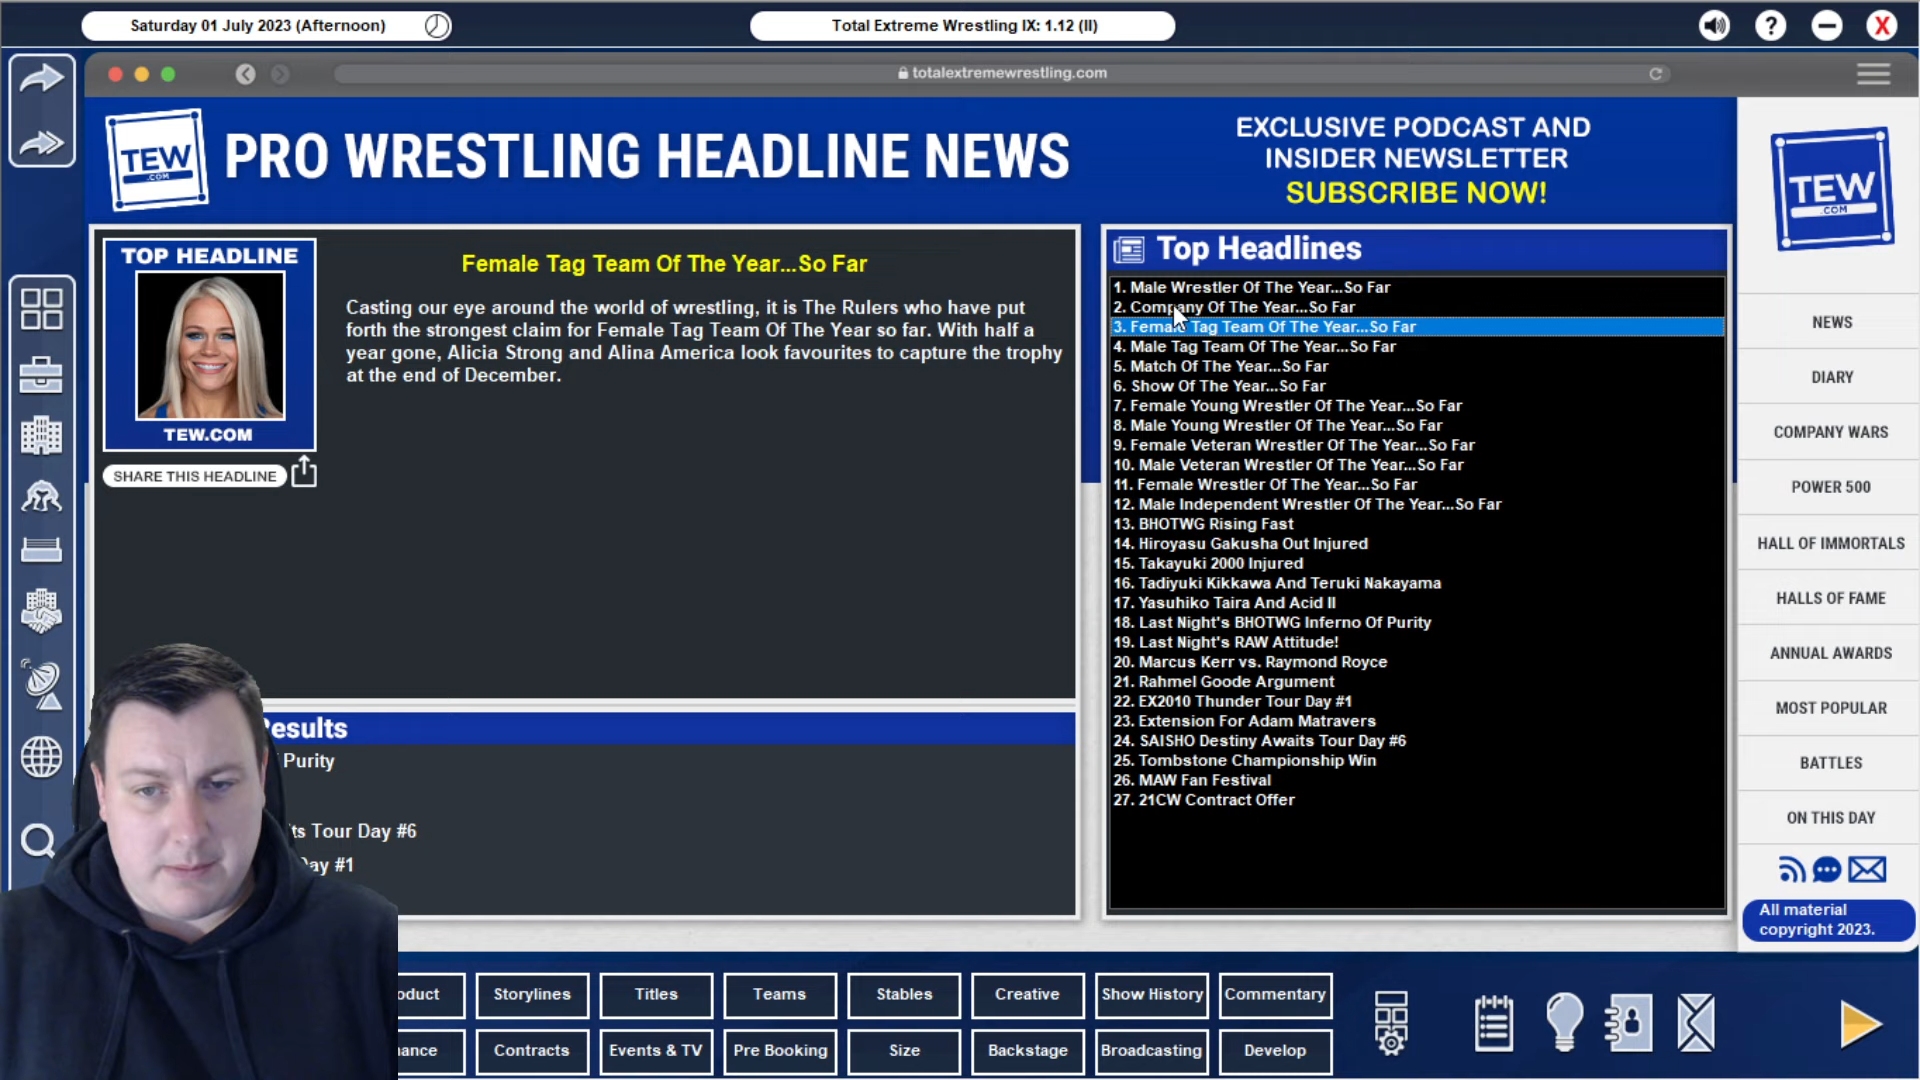 Saturday 01 July 2023 (Afternoon)
Total Extreme Wrestling IX: 1.12 (II)
?
X
totalextremewrestling.com
TEW
.COM
PRO WRESTLING HEADLINE NEWS
EXCLUSIVE PODCAST AND
INSIDER NEWSLETTER
SUBSCRIBE NOW!
TEW
.COM
TOP HEADLINE
TEW.COM
SHARE THIS HEADLINE
Female Tag Team Of The Year...So Far
Casting our eye around the world of wrestling, it is The Rulers who have put
forth the strongest claim for Female Tag Team Of The Year so far. With half a
year gone, Alicia Strong and Alina America look favourites to capture the trophy
at the end of December.
Results
Purity
Tour Day #6
Day #1
Top Headlines
1. Male Wrestler Of The Year...So Far
2. Company Of The Year...So Far
3. Female Tag Team Of The Year...So Far
4. Male Tag Team Of The Year...So Far
5. Match Of The Year...So Far
6. Show Of The Year...So Far
7. Female Young Wrestler Of The Year...So Far
8. Male Young Wrestler Of The Year...So Far
9. Female Veteran Wrestler Of The Year...So Far
10. Male Veteran Wrestler Of The Year...So Far
11. Female Wrestler Of The Year...So Far
12. Male Independent Wrestler Of The Year...So Far
13. BHOTWG Rising Fast
14. Hiroyasu Gakusha Out Injured
15. Takayuki 2000 Injured
16. Tadiyuki Kikkawa And Teruki Nakayama
17. Yasuhiko Taira And Acid II
18. Last Night's BHOTWG Inferno Of Purity
19. Last Night's RAW Attitude!
20. Marcus Kerr vs. Raymond Royce
21. Rahmel Goode Argument
22. EX2010 Thunder Tour Day #1
23. Extension For Adam Matravers
24. SAISHO Destiny Awaits Tour Day #6
25. Tombstone Championship Win
26. MAW Fan Festival
27. 21CW Contract Offer
NEWS
DIARY
COMPANY WARS
POWER 500
HALL OF IMMORTALS
HALLS OF FAME
ANNUAL AWARDS
MOST POPULAR
BATTLES
ON THIS DAY
All material
copyright 2023.
oduct
Storylines
Titles
Teams
Stables
Creative
Show History
Commentary
ance
Contracts
Events & TV
Pre Booking
Size
Backstage
Broadcasting
Develop